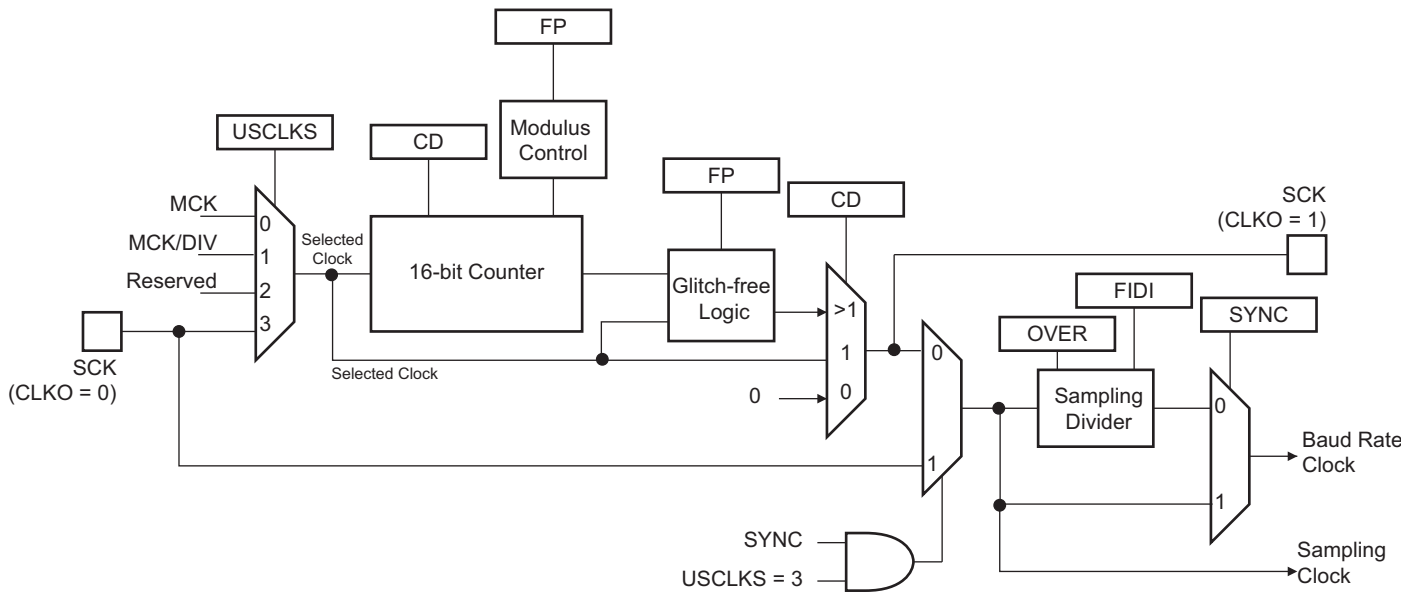 FP
USCLKS
CD
Modulus
Control
FP
CD
MCK
0
MCK/DIV
1
Reserved
2
3
Selected
Clock
16-bit Counter
Glitch-free
Logic
>1
1
0
0
SCK
(CLKO = 1)
SCK
(CLKO = 0)
Selected Clock
FIDI
OVER
SYNC
0
1
Sampling
Divider
0
1
Baud Rate
Clock
SYNC
USCLKS = 3
Sampling
Clock